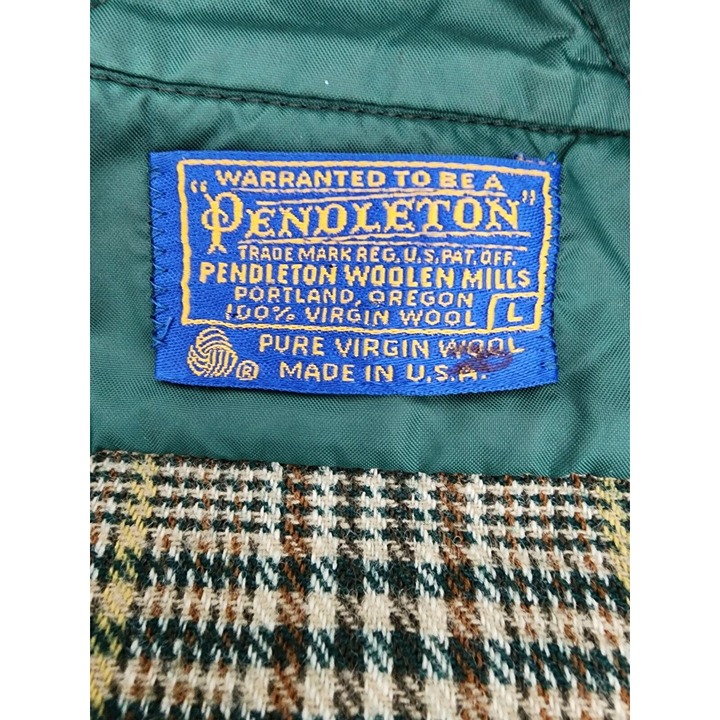 WARRANTED TO BE A
"PENDLETON"
TRADE MARK REG. U.S. PAT. OFF.
PENDLETON WOOLEN MILLS
PORTLAND, OREGON
100% VIRGIN WOOL L
PURE VIRGIN WOOL
® MADE IN U.S.A.